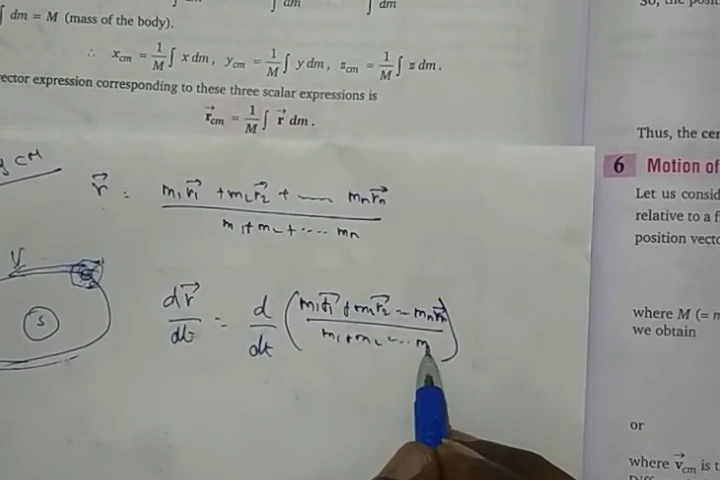 ∫ dm = M (mass of the body).
∴ x_cm = 1/M ∫ x dm, y_cm = 1/M ∫ y dm, z_cm = 1/M ∫ z dm.
vector expression corresponding to these three scalar expressions is
r⃗_cm = 1/M ∫ r⃗ dm.
CM
r⃗ : (m₁r⃗₁ + m₂r⃗₂ + ---- mₙr⃗ₙ) / (m₁+m₂+ ---- mₙ)
V
S
dr⃗/dt = d/dt ((m₁r⃗₁ + m₂r⃗₂ -- mₙr⃗ₙ) / (m₁+m₂ --- m))
Thus, the cen
6 Motion of
Let us consid
relative to a f
position vecto
where M (= m
we obtain
or
where v⃗_cm is t